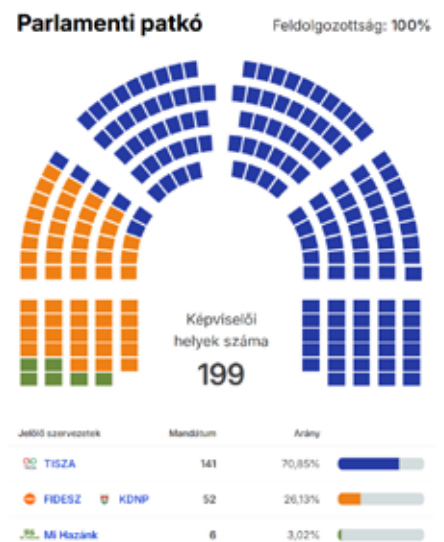 Parlamenti patkó
Feldolgozottság: 100%
Képviselői
helyek száma
199
Jelölő szervezetek Mandátum Arány
TISZA 141 70,85%
FIDESZ KDNP 52 26,13%
Mi Hazánk 6 3,02%